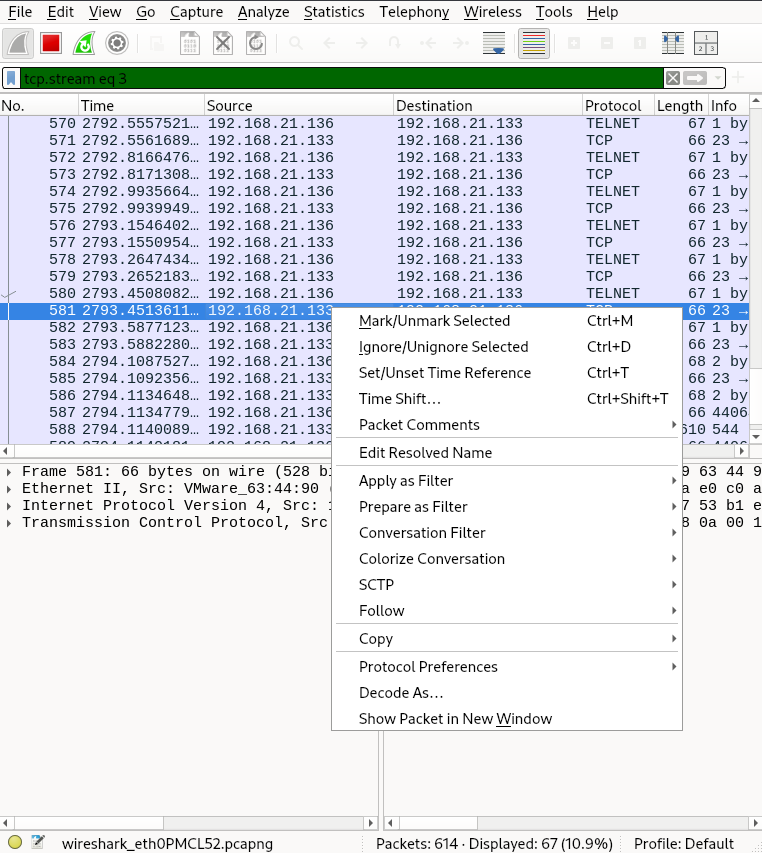 File Edit View Go Capture Analyze Statistics Telephony Wireless Tools Help
tcp.stream eq 3
No. Time Source Destination Protocol Length Info
570 2792.5557521… 192.168.21.136 192.168.21.133 TELNET 67 1 by
571 2792.5561689… 192.168.21.133 192.168.21.136 TCP 66 23 →
572 2792.8166476… 192.168.21.136 192.168.21.133 TELNET 67 1 by
573 2792.8171308… 192.168.21.133 192.168.21.136 TCP 66 23 →
574 2792.9935664… 192.168.21.136 192.168.21.133 TELNET 67 1 by
575 2792.9939949… 192.168.21.133 192.168.21.136 TCP 66 23 →
576 2793.1546402… 192.168.21.136 192.168.21.133 TELNET 67 1 by
577 2793.1550954… 192.168.21.133 192.168.21.136 TCP 66 23 →
578 2793.2647434… 192.168.21.136 192.168.21.133 TELNET 67 1 by
579 2793.2652183… 192.168.21.133 192.168.21.136 TCP 66 23 →
580 2793.4508082… 192.168.21.136 192.168.21.133 TELNET 67 1 by
581 2793.4513611… 192.168.21.133 66 23 →
582 2793.5877123… 192.168.21.136 67 1 by
583 2793.5882280… 192.168.21.133 66 23 →
584 2794.1087527… 192.168.21.136 68 2 by
585 2794.1092356… 192.168.21.133 66 23 →
586 2794.1134648… 192.168.21.133 68 2 by
587 2794.1134779… 192.168.21.136 66 4406
588 2794.1140089… 192.168.21.133 610 544
Mark/Unmark Selected Ctrl+M
Ignore/Unignore Selected Ctrl+D
Set/Unset Time Reference Ctrl+T
Time Shift… Ctrl+Shift+T
Packet Comments
Edit Resolved Name
Apply as Filter
Prepare as Filter
Conversation Filter
Colorize Conversation
SCTP
Follow
Copy
Protocol Preferences
Decode As…
Show Packet in New Window
Frame 581: 66 bytes on wire (528 bi 9 63 44 9
Ethernet II, Src: VMware_63:44:90 a e0 c0 a
Internet Protocol Version 4, Src: 7 53 b1 e
Transmission Control Protocol, Src 8 0a 00 1
wireshark_eth0PMCL52.pcapng Packets: 614 · Displayed: 67 (10.9%) Profile: Default